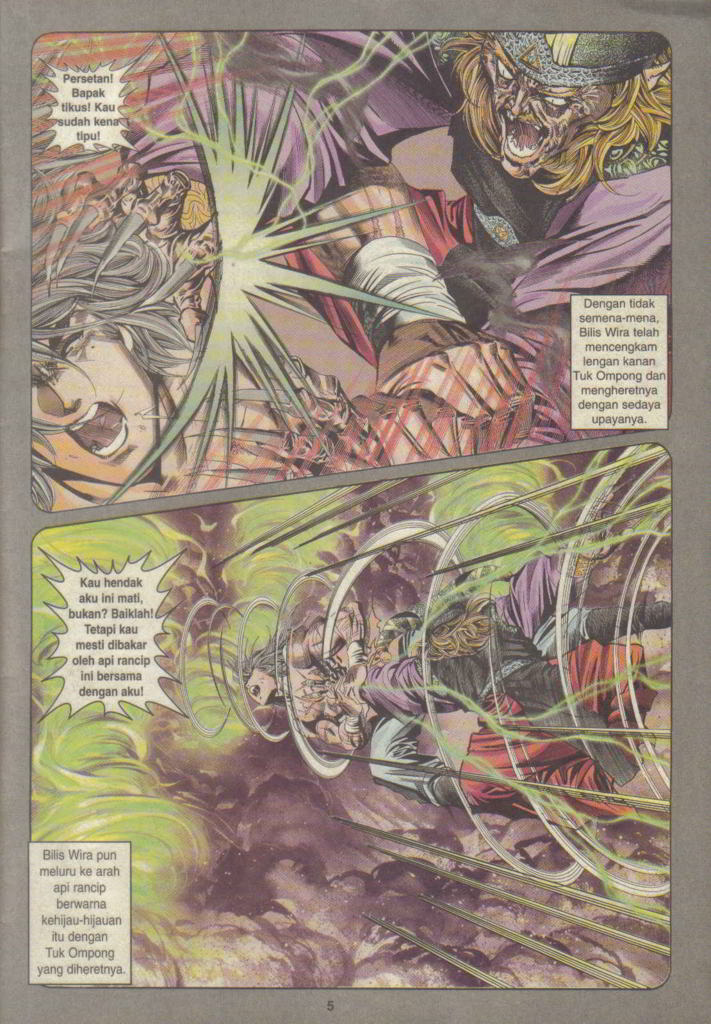 Persetan!
Bapak
tikus! Kau
sudah kena
tipu!
Dengan tidak
semena-mena,
Bilis Wira telah
mencengkam
lengan kanan
Tuk Ompong dan
mengheretnya
dengan sedaya
upayanya.
Kau hendak
aku ini mati,
bukan? Baiklah!
Tetapi kau
mesti dibakar
oleh api rancip
ini bersama
dengan aku!
Bilis Wira pun
meluru ke arah
api rancip
berwarna
kehijau-hijauan
itu dengan
Tuk Ompong
yang diheretnya.
5